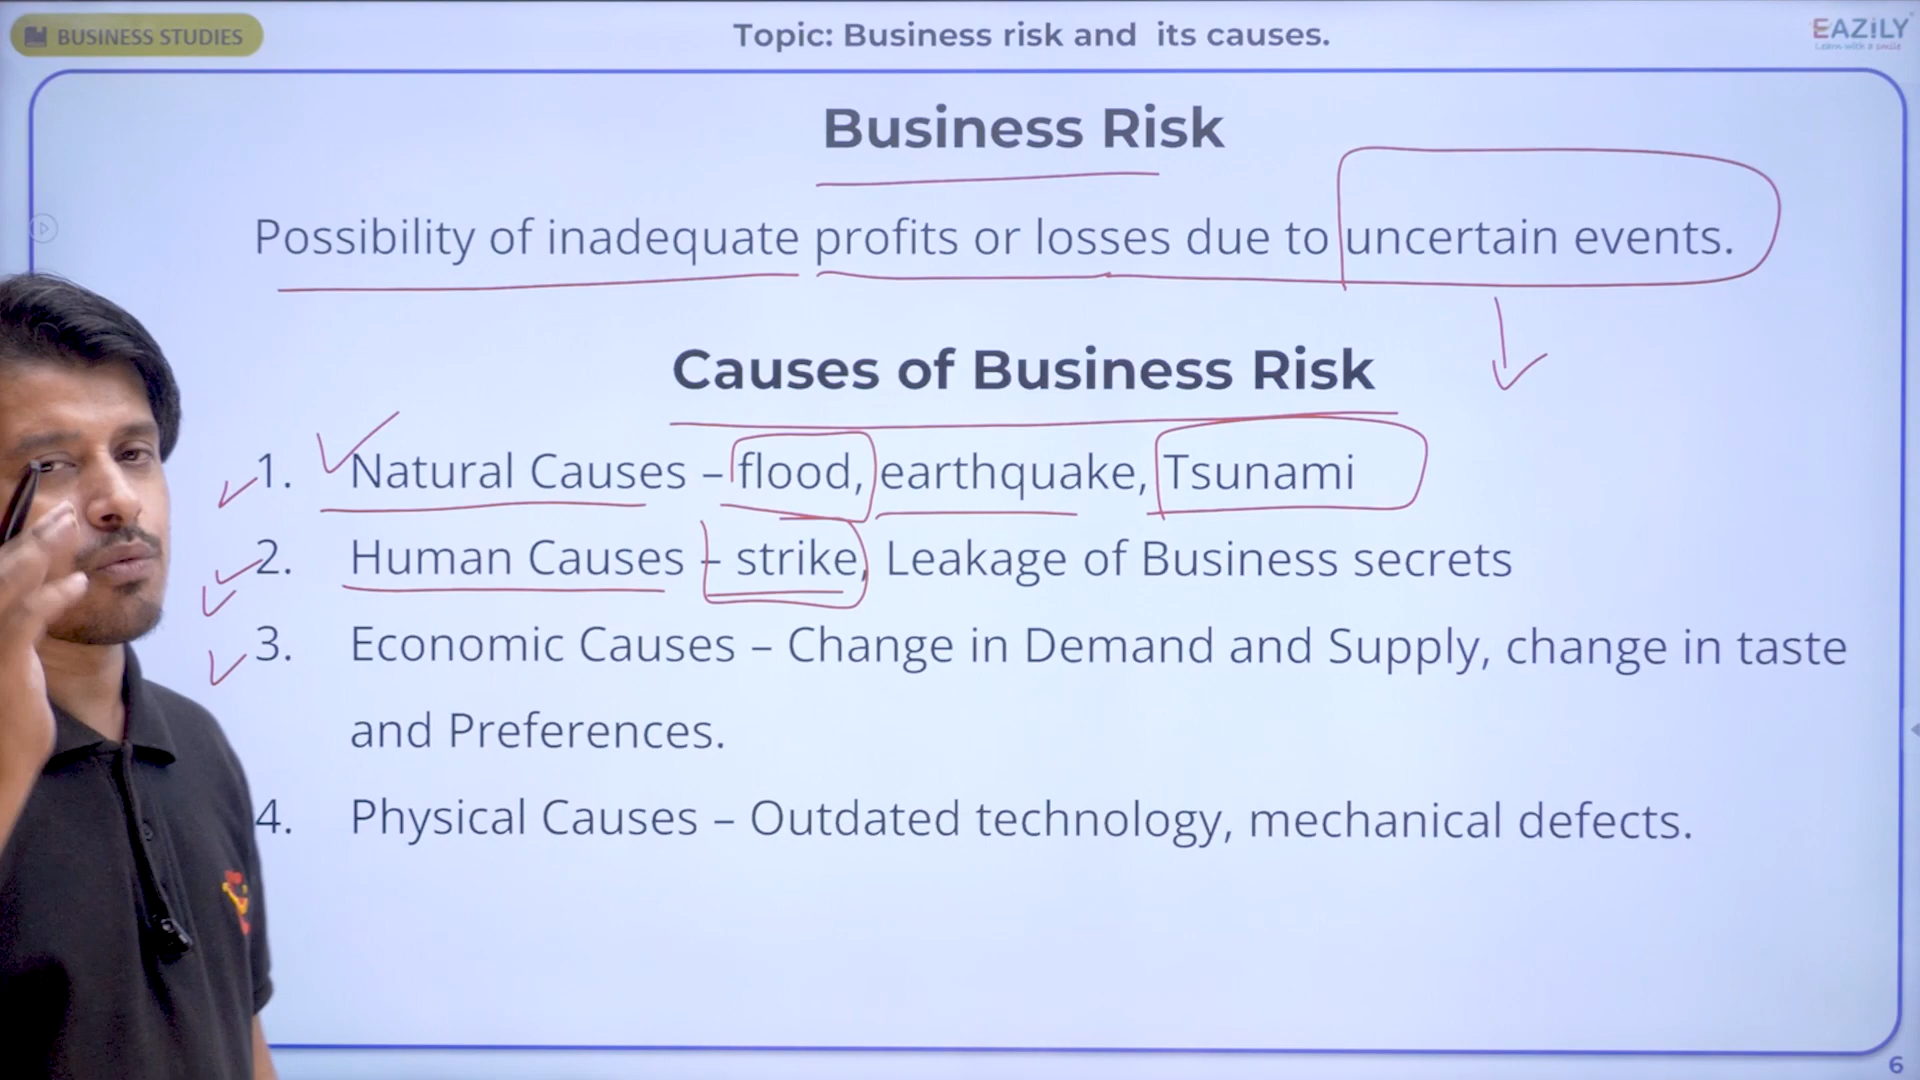 BUSINESS STUDIES
Topic: Business risk and its causes.
EAZiLY
Learn with a smile
Business Risk
Possibility of inadequate profits or losses due to uncertain events.
Causes of Business Risk
1. Natural Causes – flood, earthquake, Tsunami
2. Human Causes – strike, Leakage of Business secrets
3. Economic Causes – Change in Demand and Supply, change in taste
and Preferences.
4. Physical Causes – Outdated technology, mechanical defects.
6